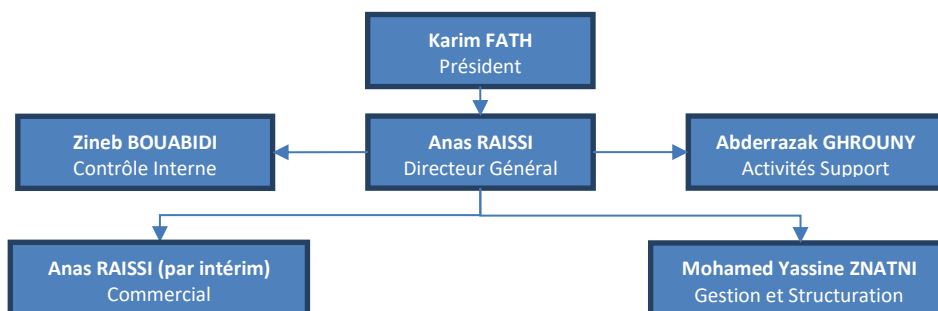 Karim FATH
Président
Zineb BOUABIDI
Contrôle Interne
Anas RAISSI
Directeur Général
Abderrazak GHROUNY
Activités Support
Anas RAISSI (par intérim)
Commercial
Mohamed Yassine ZNATNI
Gestion et Structuration